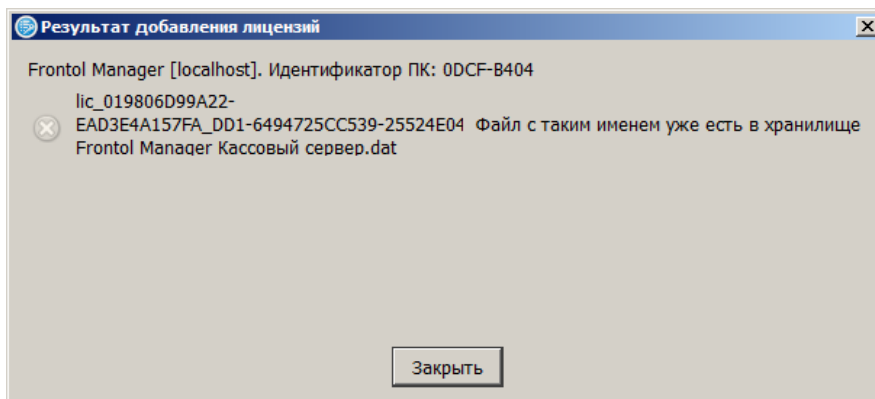 Результат добавления лицензий
Frontol Manager [localhost]. Идентификатор ПК: 0DCF-B404
lic_019806D99A22-
EAD3E4A157FA_DD1-6494725CC539-25524E04 Файл с таким именем уже есть в хранилище
Frontol Manager Кассовый сервер.dat
Закрыть